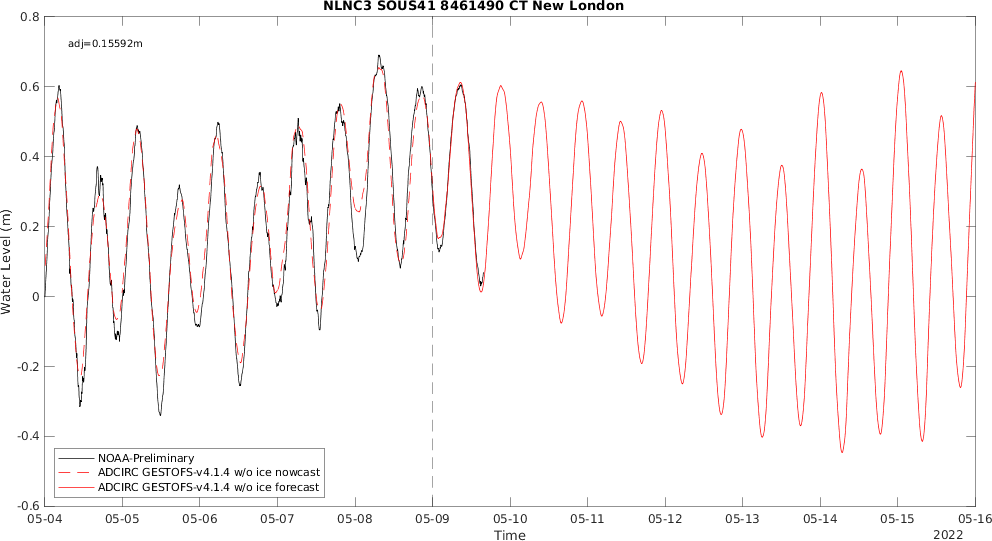 NLNC3 SOUS41 8461490 CT New London
adj=0.15592m
Water Level (m)
0.8
0.6
0.4
0.2
0
-0.2
-0.4
-0.6
NOAA-Preliminary
ADCIRC GESTOFS-v4.1.4 w/o ice nowcast
ADCIRC GESTOFS-v4.1.4 w/o ice forecast
05-04 05-05 05-06 05-07 05-08 05-09 05-10 05-11 05-12 05-13 05-14 05-15 05-16
Time
2022